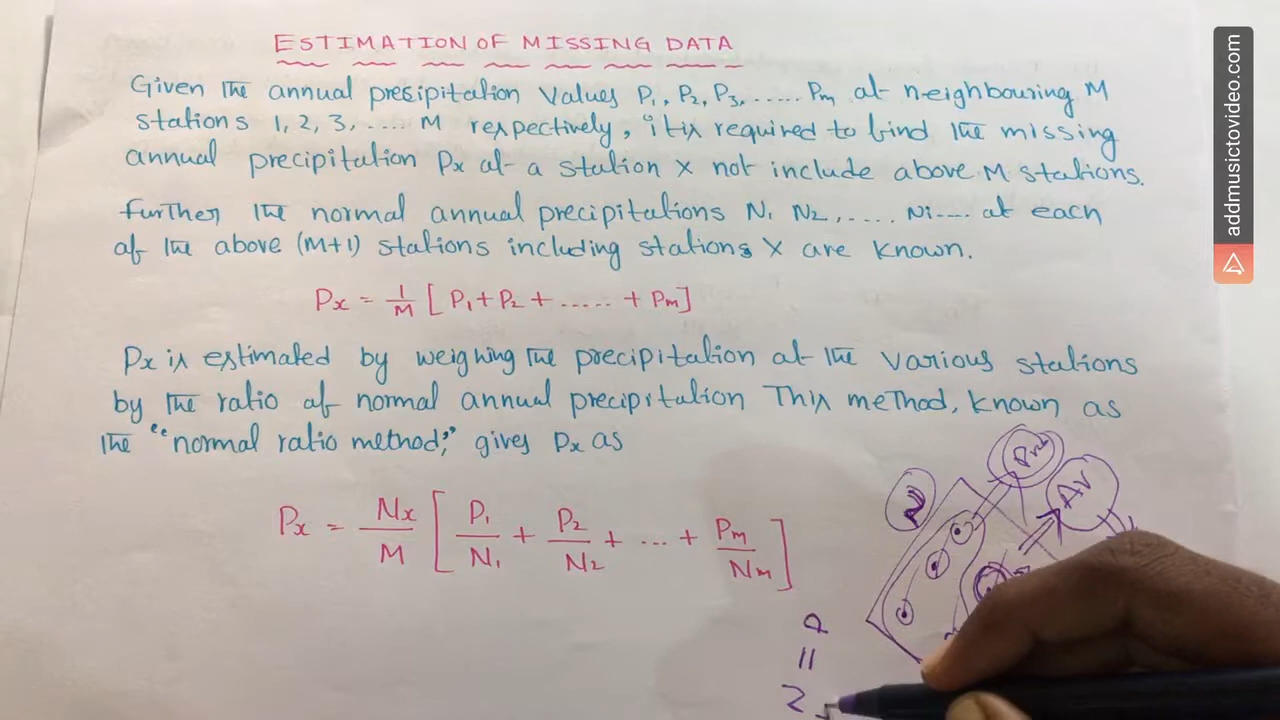 ESTIMATION OF MISSING DATA
Given the annual precipitation values P1, P2, P3, ...... Pm at neighbouring M
stations 1, 2, 3, .... M respectively, it is required to find the missing
annual precipitation Px at a station X not include above M stations.
further the normal annual precipitations N1 N2, ..... Ni.... at each
of the above (M+1) stations including stations X are known.
Px = 1/M [ P1 + P2 + ...... + Pm ]
Px is estimated by weighing the precipitation at the various stations
by the ratio of normal annual precipitation This method, known as
the "normal ratio method," gives Px as
Px = Nx/M [ P1/N1 + P2/N2 + ... + Pm/Nm ]
AV
P
N
addmusictovideo.com